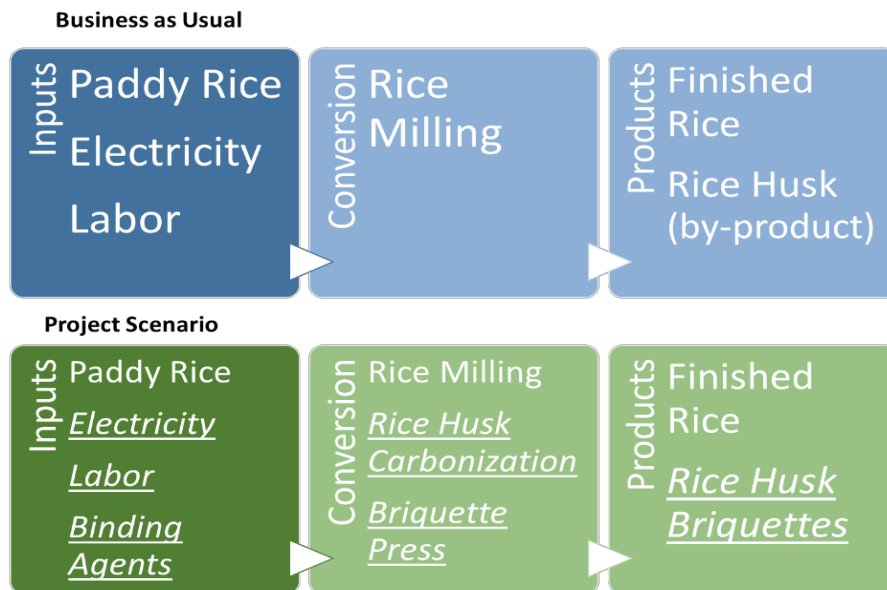 Business as Usual
Inputs
Paddy Rice
Electricity
Labor
Conversion
Rice
Milling
Products
Finished
Rice
Rice Husk
(by-product)
Project Scenario
Inputs
Paddy Rice
Electricity
Labor
Binding
Agents
Conversion
Rice Milling
Rice Husk
Carbonization
Briquette
Press
Products
Finished
Rice
Rice Husk
Briquettes